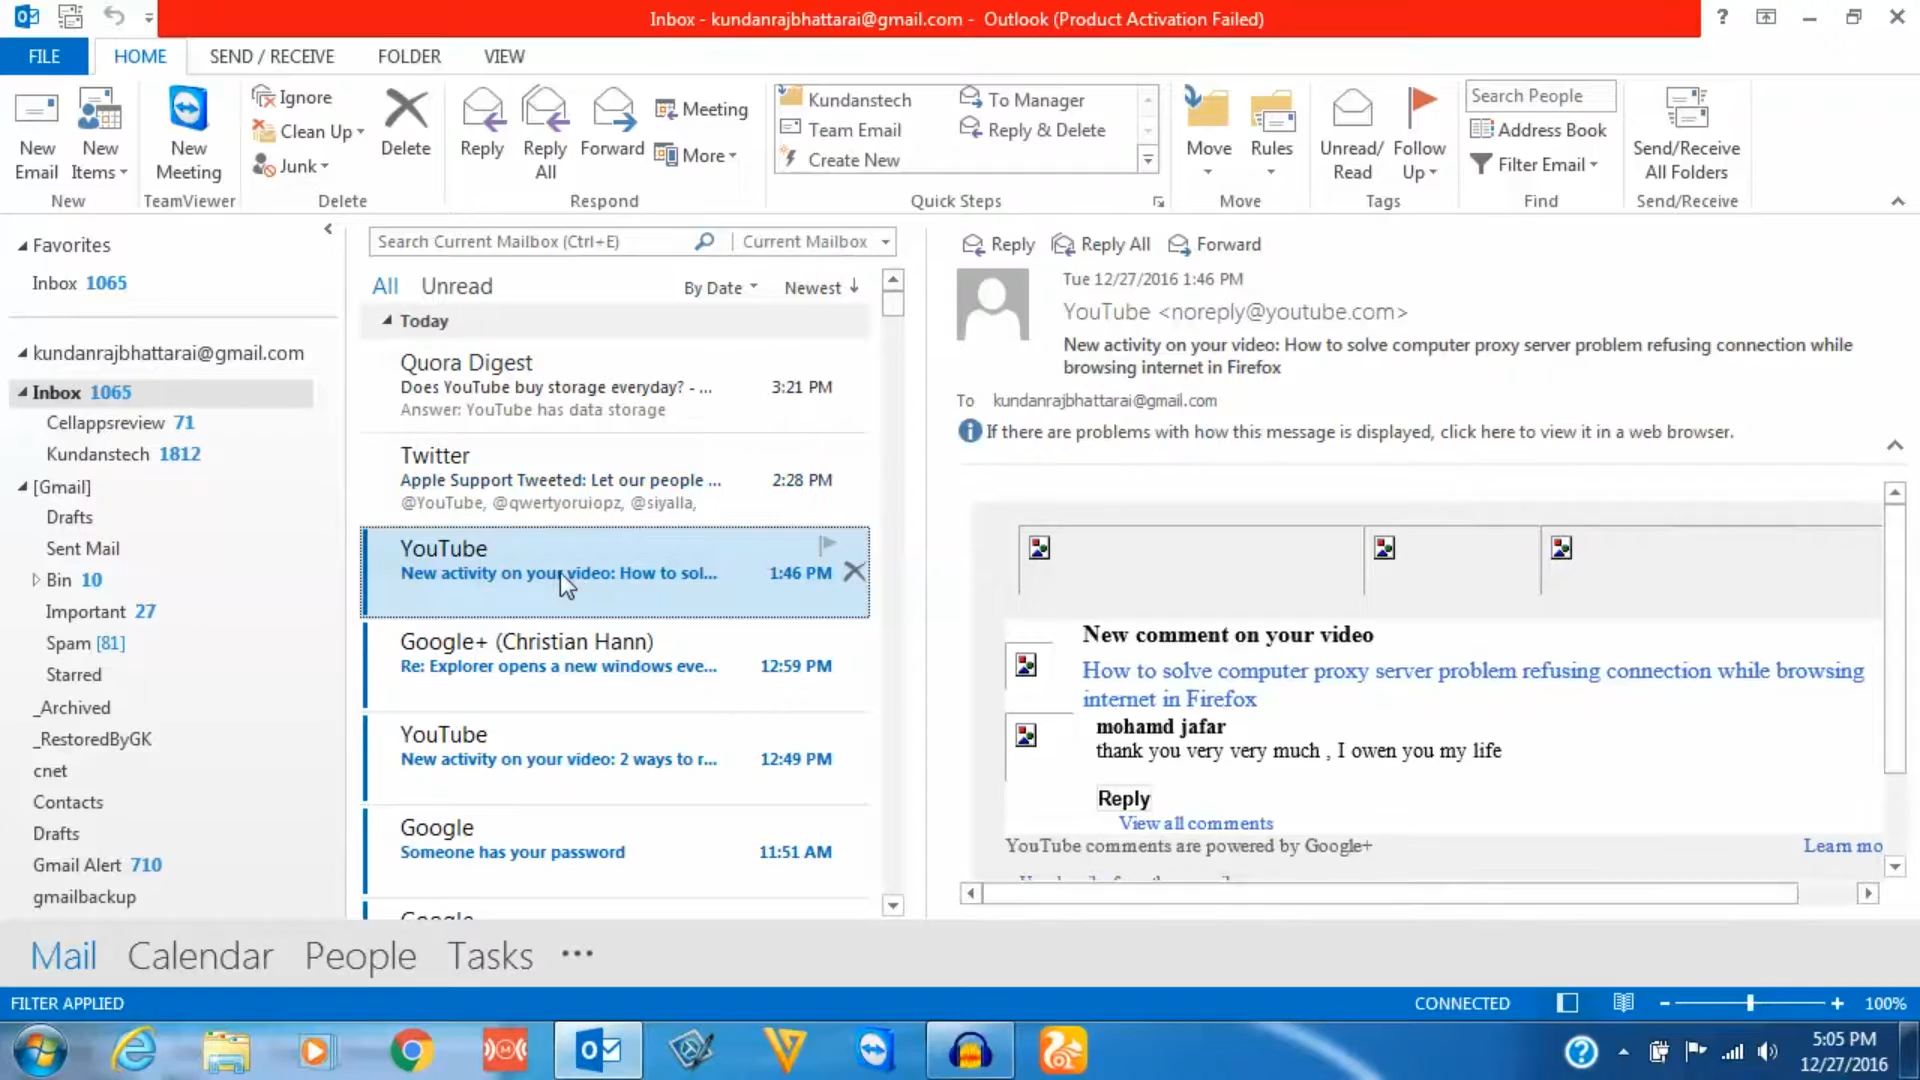 Inbox - kundanrajbhattarai@gmail.com - Outlook (Product Activation Failed)
FILE HOME SEND / RECEIVE FOLDER VIEW
New Email
New Items
New
New Meeting
TeamViewer
Ignore
Clean Up
Junk
Delete
Delete
Reply
Reply All
Forward
Meeting
More
Respond
Kundanstech
Team Email
Create New
To Manager
Reply & Delete
Quick Steps
Move
Rules
Move
Unread/ Read
Follow Up
Tags
Search People
Address Book
Filter Email
Find
Send/Receive All Folders
Send/Receive
Favorites
Inbox 1065
kundanrajbhattarai@gmail.com
Inbox 1065
Cellappsreview 71
Kundanstech 1812
[Gmail]
Drafts
Sent Mail
Bin 10
Important 27
Spam [81]
Starred
_Archived
_RestoredByGK
cnet
Contacts
Drafts
Gmail Alert 710
gmailbackup
Search Current Mailbox (Ctrl+E) Current Mailbox
All Unread By Date Newest
Today
Quora Digest
Does YouTube buy storage everyday? - ... 3:21 PM
Answer: YouTube has data storage
Twitter
Apple Support Tweeted: Let our people ... 2:28 PM
@YouTube, @qwertyoruiopz, @siyalla,
YouTube
New activity on your video: How to sol... 1:46 PM
Google+ (Christian Hann)
Re: Explorer opens a new windows eve... 12:59 PM
YouTube
New activity on your video: 2 ways to r... 12:49 PM
Google
Someone has your password 11:51 AM
Google
Reply Reply All Forward
Tue 12/27/2016 1:46 PM
YouTube <noreply@youtube.com>
New activity on your video: How to solve computer proxy server problem refusing connection while
browsing internet in Firefox
To kundanrajbhattarai@gmail.com
If there are problems with how this message is displayed, click here to view it in a web browser.
New comment on your video
How to solve computer proxy server problem refusing connection while browsing
internet in Firefox
mohamd jafar
thank you very very much , I owen you my life
Reply
View all comments
YouTube comments are powered by Google+ Learn mo
Mail Calendar People Tasks ...
FILTER APPLIED CONNECTED 100%
5:05 PM
12/27/2016